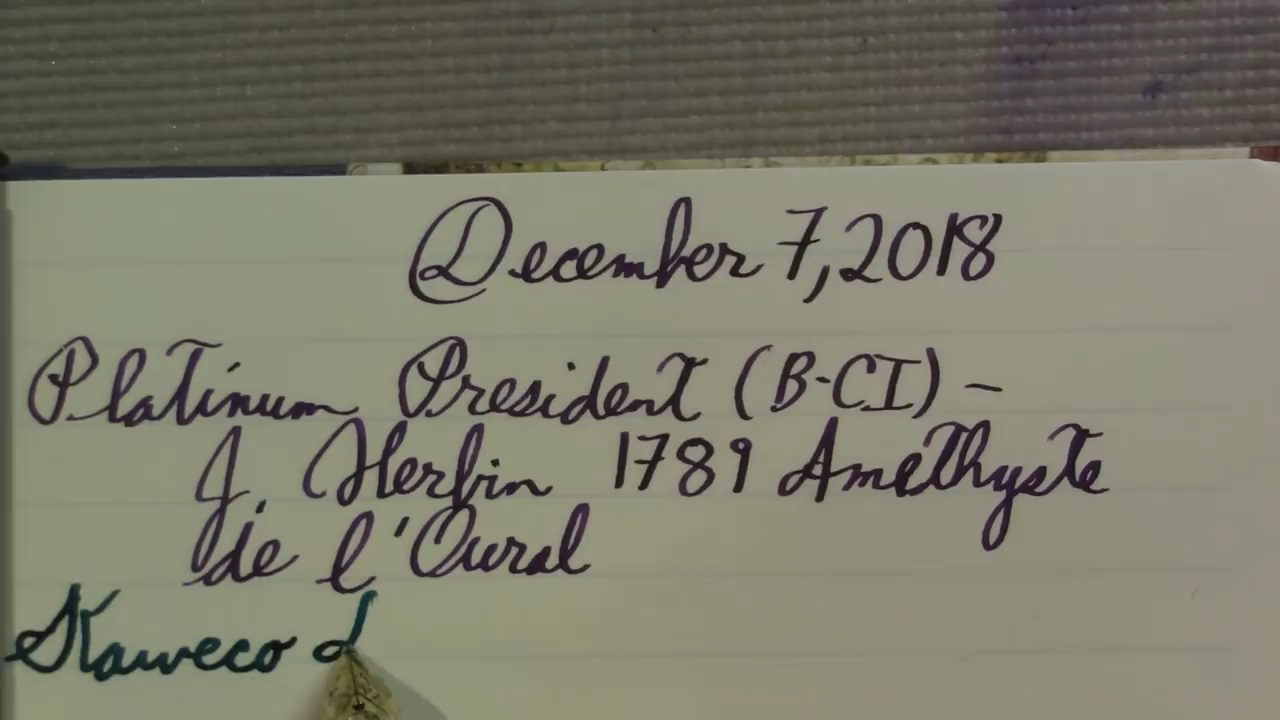 December 7, 2018
Platinum President (B-CI) -
J. Herbin 1789 Amethyste
de l'Oural
Kaweco